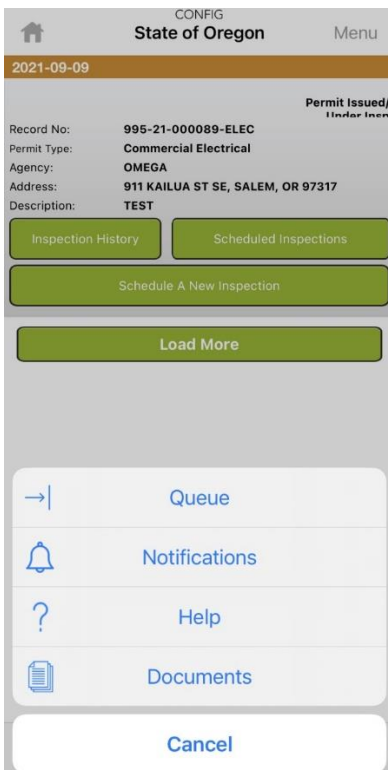 CONFIG
State of Oregon
Menu
2021-09-09
Permit Issued/
Under Insp
Record No: 995-21-000089-ELEC
Permit Type: Commercial Electrical
Agency: OMEGA
Address: 911 KAILUA ST SE, SALEM, OR 97317
Description: TEST
Inspection History
Scheduled Inspections
Schedule A New Inspection
Load More
Queue
Notifications
Help
Documents
Cancel